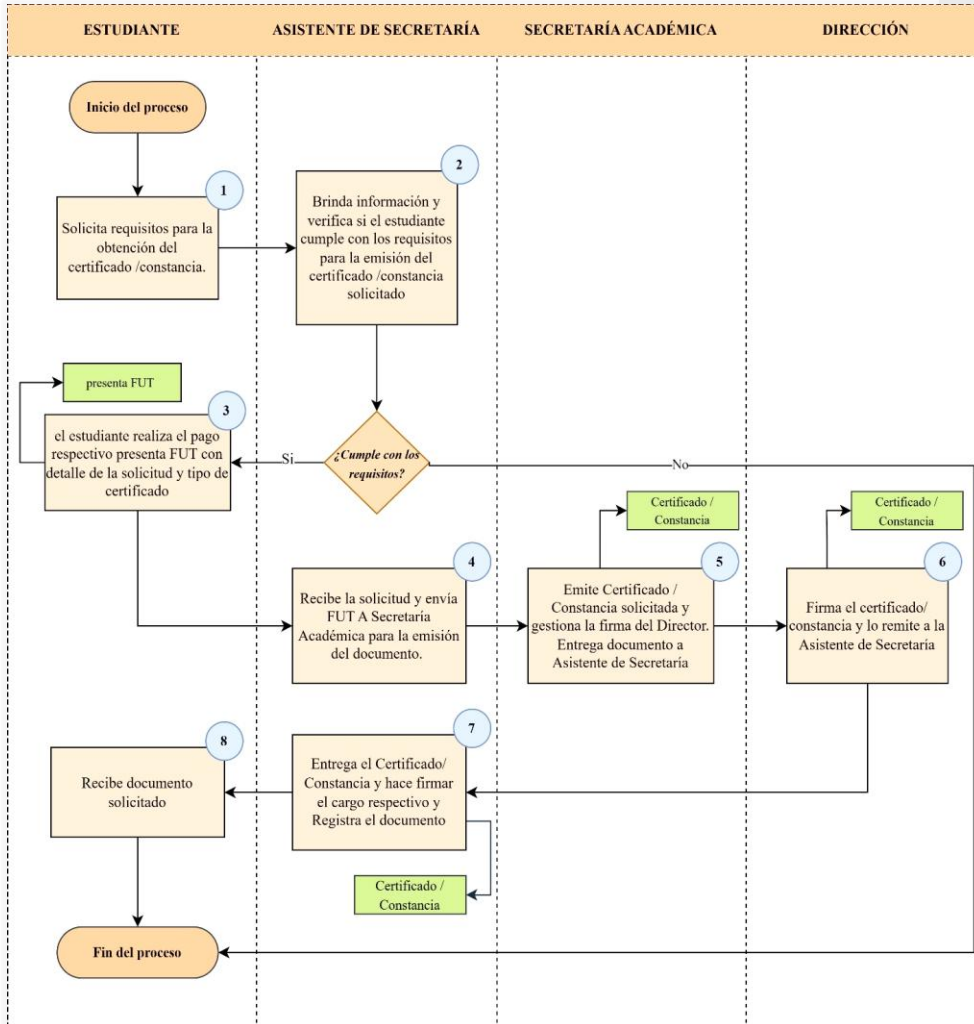 ESTUDIANTE
ASISTENTE DE SECRETARÍA
SECRETARÍA ACADÉMICA
DIRECCIÓN
Inicio del proceso
1
Solicita requisitos para la
obtención del
certificado /constancia.
2
Brinda información y
verifica si el estudiante
cumple con los requisitos
para la emisión del
certificado /constancia
solicitado
presenta FUT
3
el estudiante realiza el pago
respectivo presenta FUT con
detalle de la solicitud y tipo de
certificado
Si
¿Cumple con los
requisitos?
No
4
Recibe la solicitud y envía
FUT A Secretaría
Académica para la emisión
del documento.
Certificado /
Constancia
5
Emite Certificado /
Constancia solicitada y
gestiona la firma del Director.
Entrega documento a
Asistente de Secretaría
Certificado /
Constancia
6
Firma el certificado/
constancia y lo remite a la
Asistente de Secretaría
7
Entrega el Certificado/
Constancia y hace firmar
el cargo respectivo y
Registra el documento
Certificado /
Constancia
8
Recibe documento
solicitado
Fin del proceso